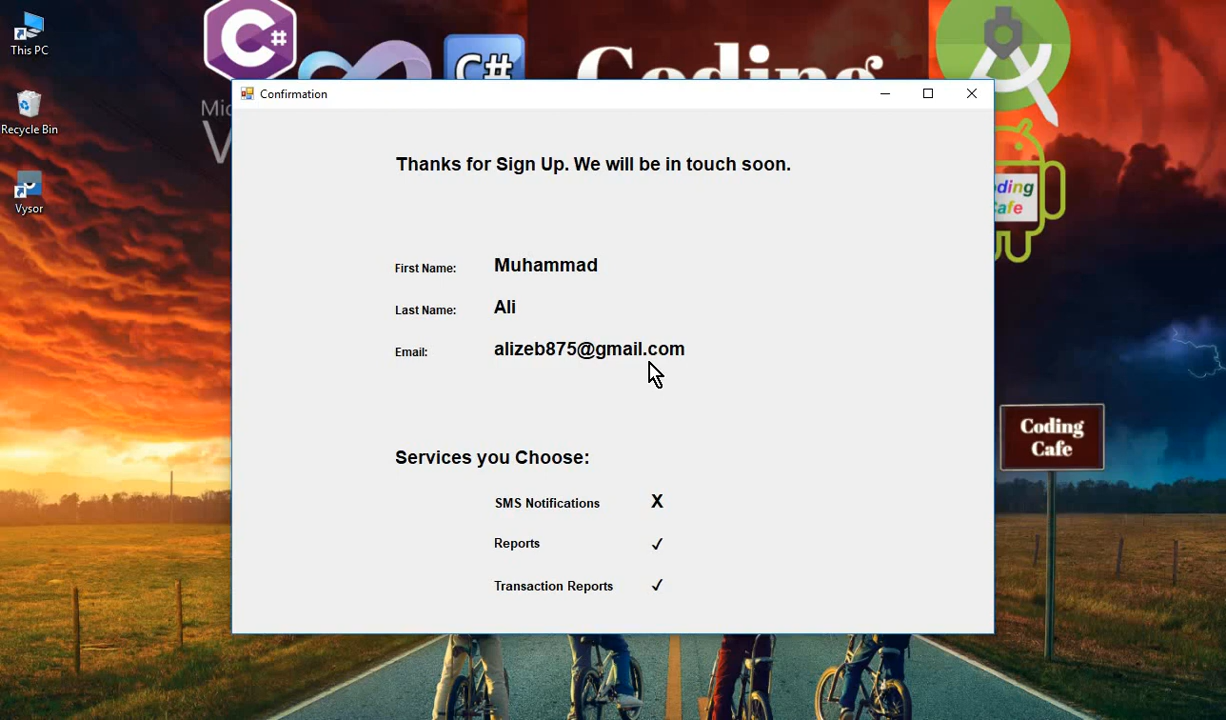 This PC
Recycle Bin
Vysor
C#
C#
Coding
Confirmation
Thanks for Sign Up. We will be in touch soon.
First Name: Muhammad
Last Name: Ali
Email: alizeb875@gmail.com
Services you Choose:
SMS Notifications X
Reports ✓
Transaction Reports ✓
Coding
Cafe